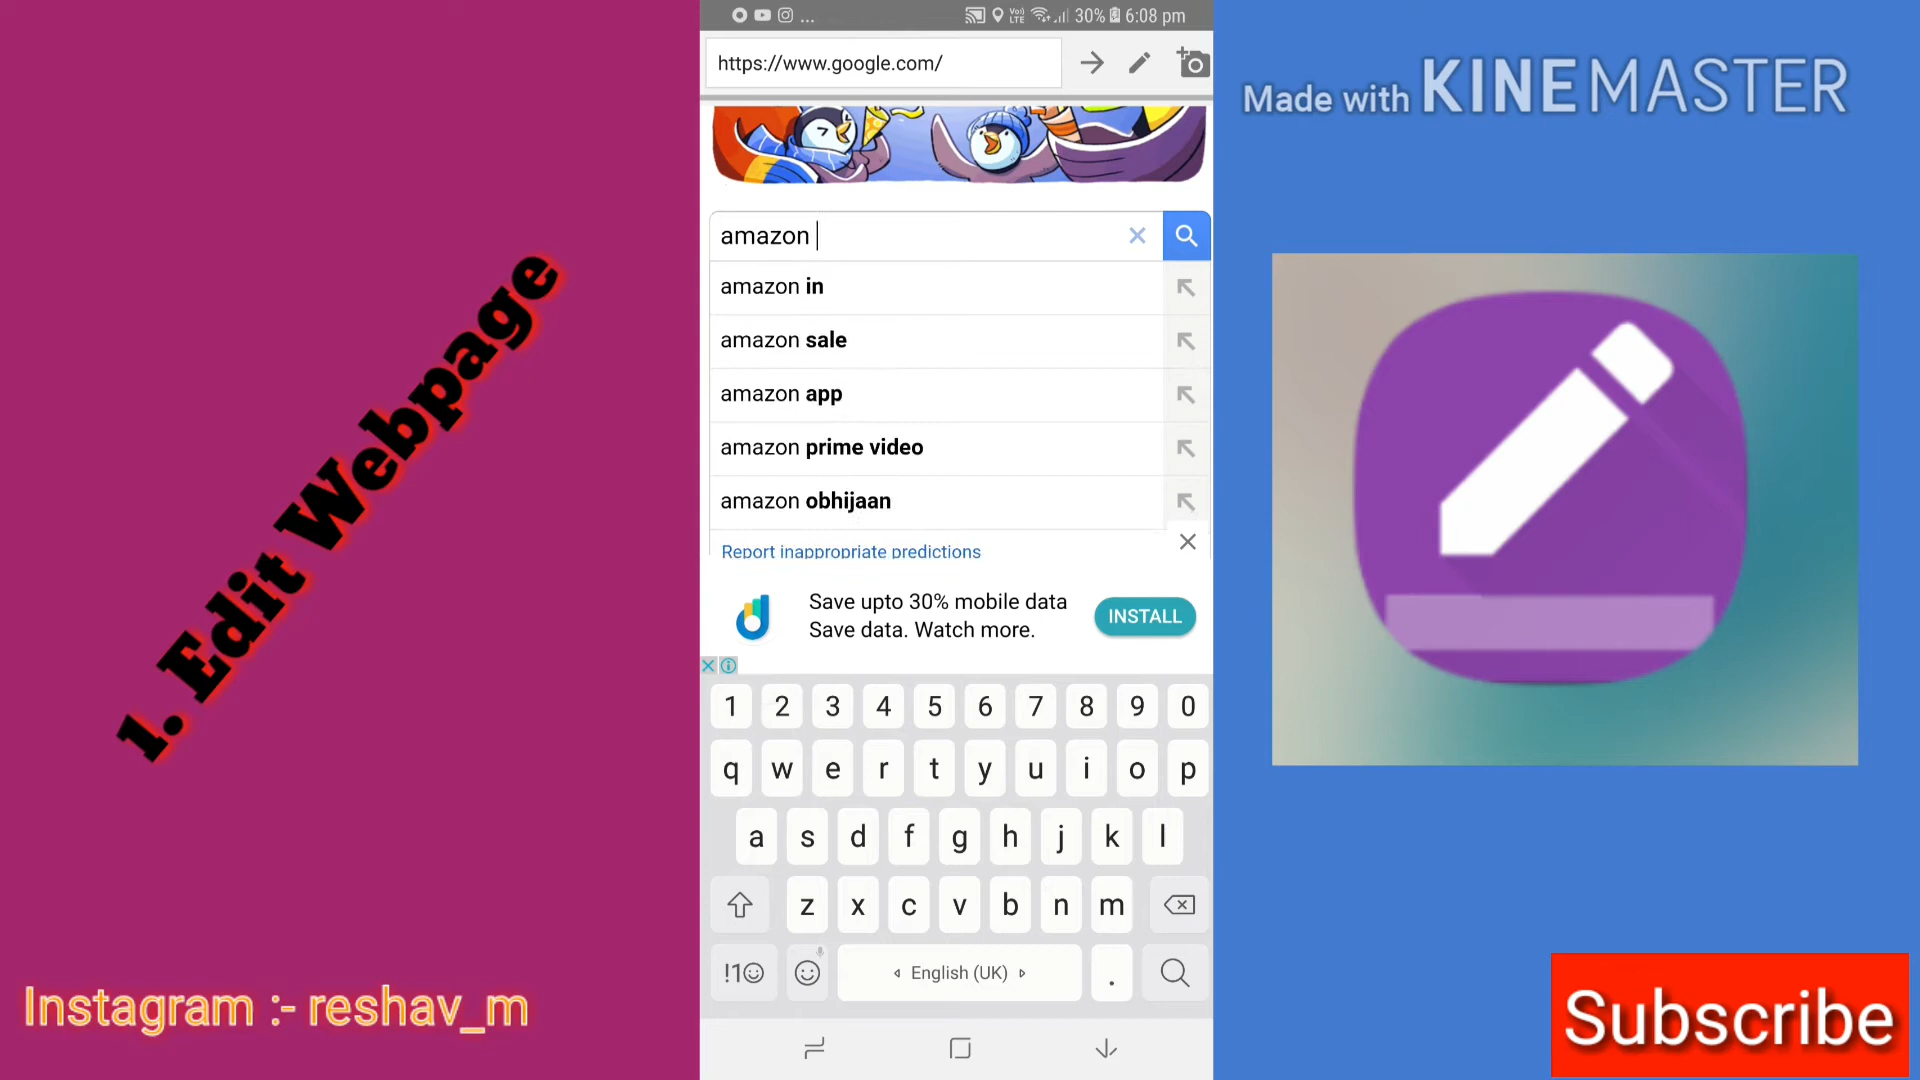 Vo))
LTE
30%
6:08 pm
https://www.google.com/
Made with KINEMASTER
amazon
amazon in
amazon sale
amazon app
amazon prime video
amazon obhijaan
Report inappropriate predictions
Save upto 30% mobile data
Save data. Watch more.
INSTALL
1. Edit Webpage
1 2 3 4 5 6 7 8 9 0
q w e r t y u i o p
a s d f g h j k l
z x c v b n m
!1☺
English (UK)
.
Instagram :- reshav_m
Subscribe